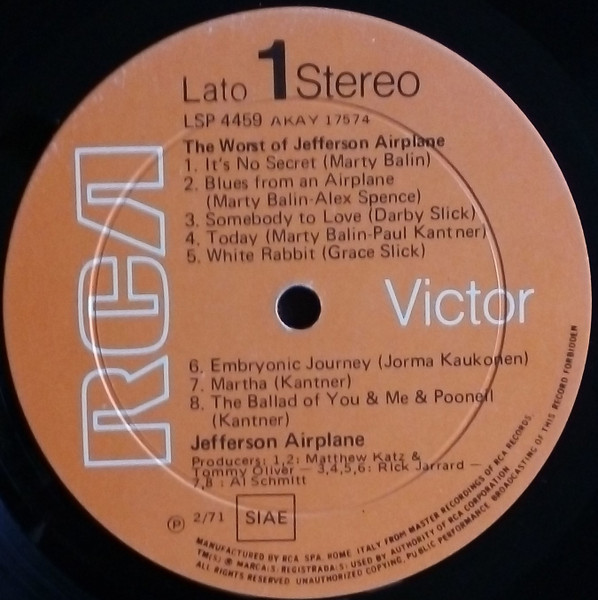 Lato 1 Stereo
LSP 4459 AKAY 17574
The Worst of Jefferson Airplane
1. It's No Secret (Marty Balin)
2. Blues from an Airplane
(Marty Balin-Alex Spence)
3. Somebody to Love (Darby Slick)
4. Today (Marty Balin-Paul Kantner)
5. White Rabbit (Grace Slick)
RCA
Victor
6. Embryonic Journey (Jorma Kaukonen)
7. Martha (Kantner)
8. The Ballad of You & Me & Pooneil
(Kantner)
Jefferson Airplane
Producers: 1,2: Matthew Katz &
Tommy Oliver – 3,4,5,6: Rick Jarrard –
7,8 : Al Schmitt
℗ 2/71 SIAE
MANUFACTURED BY RCA SPA. ROME. ITALY. FROM MASTER RECORDINGS OF RCA RECORDS.
TM(S) ® MARCA(S) REGISTRADA(S) USED BY AUTHORITY OF RCA CORPORATION
ALL RIGHTS RESERVED. UNAUTHORIZED COPYING, PUBLIC PERFORMANCE BROADCASTING OF THIS RECORD FORBIDDEN